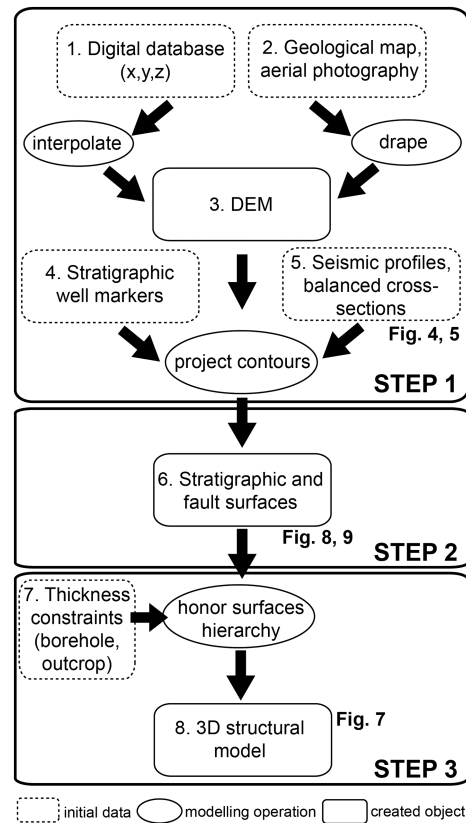 1. Digital database
(x,y,z)
2. Geological map,
aerial photography
interpolate
drape
3. DEM
4. Stratigraphic
well markers
5. Seismic profiles,
balanced cross-
sections
Fig. 4, 5
project contours
STEP 1
6. Stratigraphic and
fault surfaces
Fig. 8, 9
STEP 2
7. Thickness
constraints
(borehole,
outcrop)
honor surfaces
hierarchy
8. 3D structural
model
Fig. 7
STEP 3
initial data
modelling operation
created object